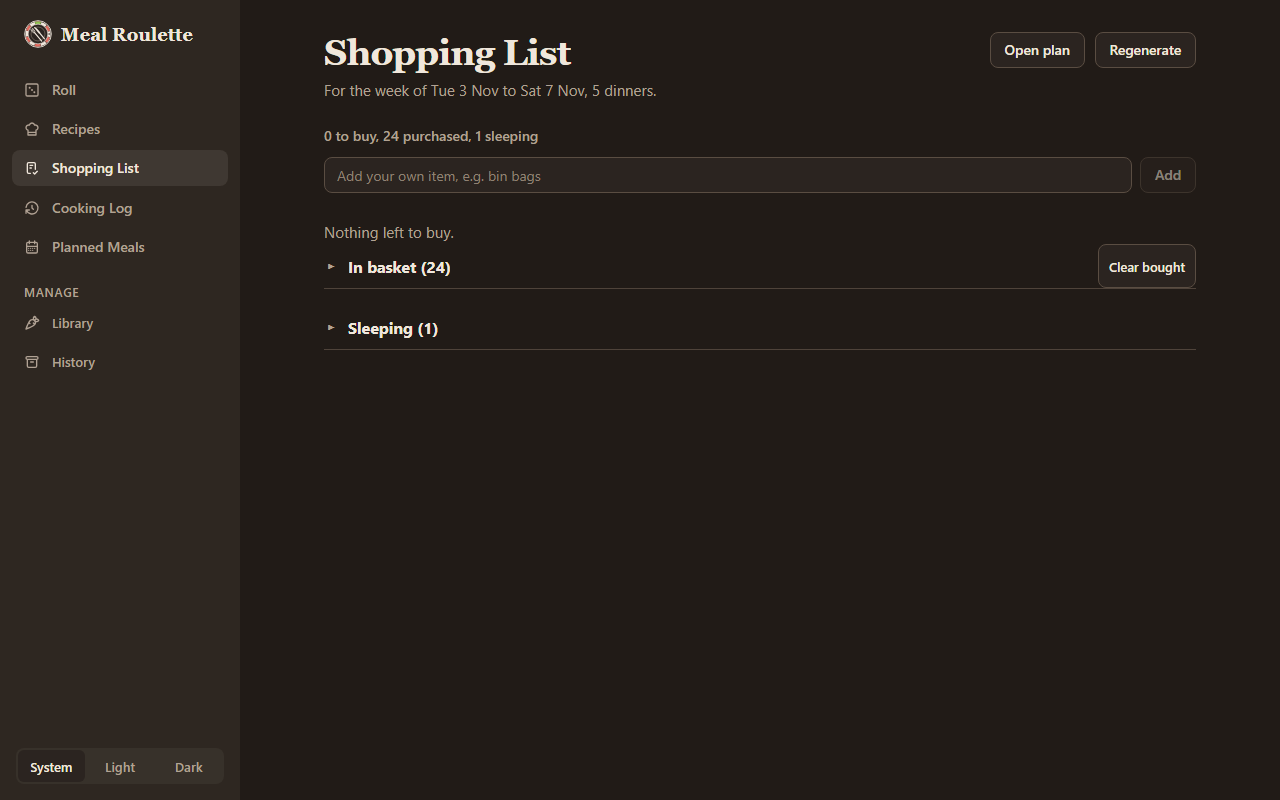 Meal Roulette
Roll
Recipes
Shopping List
Cooking Log
Planned Meals
MANAGE
Library
History
System Light Dark
Shopping List
Open plan Regenerate
For the week of Tue 3 Nov to Sat 7 Nov, 5 dinners.
0 to buy, 24 purchased, 1 sleeping
Add your own item, e.g. bin bags Add
Nothing left to buy.
In basket (24) Clear bought
Sleeping (1)